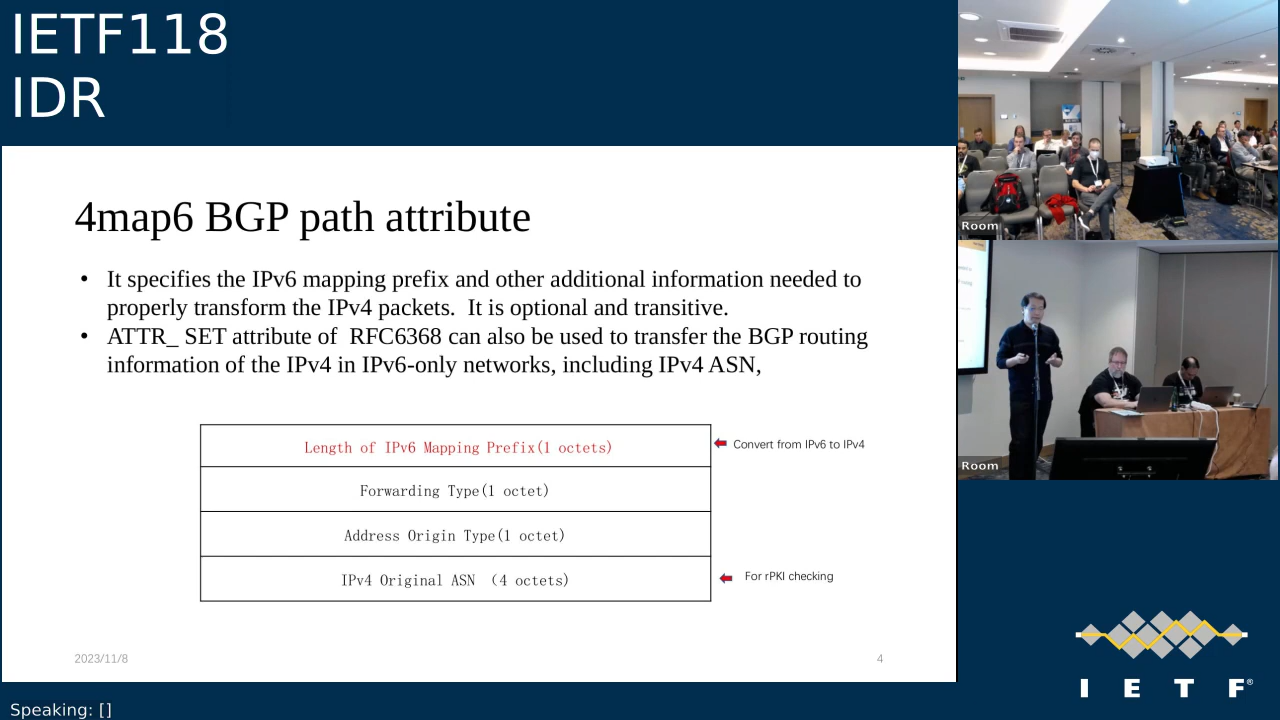 IETF118
IDR
4map6 BGP path attribute
• It specifies the IPv6 mapping prefix and other additional information needed to
properly transform the IPv4 packets.  It is optional and transitive.
• ATTR_ SET attribute of  RFC6368 can also be used to transfer the BGP routing
information of the IPv4 in IPv6-only networks, including IPv4 ASN,
Length of IPv6 Mapping Prefix(1 octets)
Convert from IPv6 to IPv4
Forwarding Type(1 octet)
Address Origin Type(1 octet)
IPv4 Original ASN （4 octets)
For rPKI checking
2023/11/8
4
Room
Room
I E T F®
Speaking: []